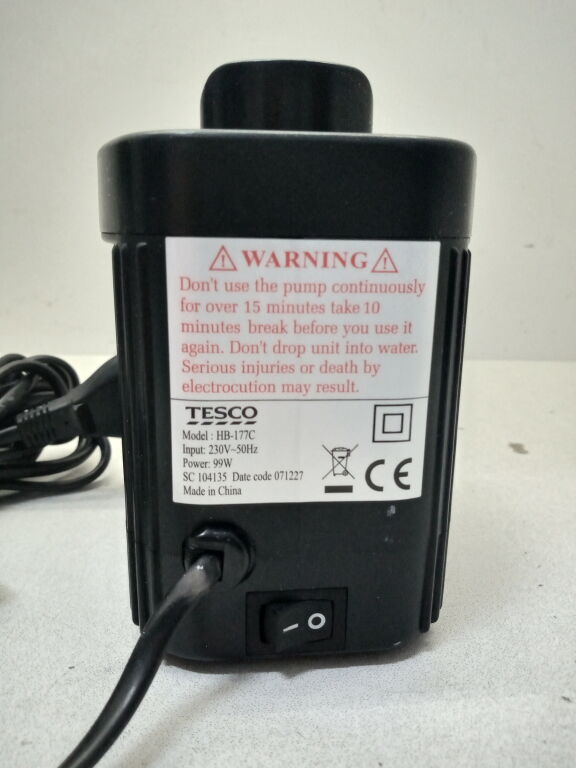 WARNING
Don't use the pump continuously
for over 15 minutes take 10
minutes break before you use it
again. Don't drop unit into water.
Serious injuries or death by
electrocution may result.
TESCO
Model : HB-177C
Input: 230V~50Hz
Power: 99W
SC 104135 Date code 071227
Made in China
CE